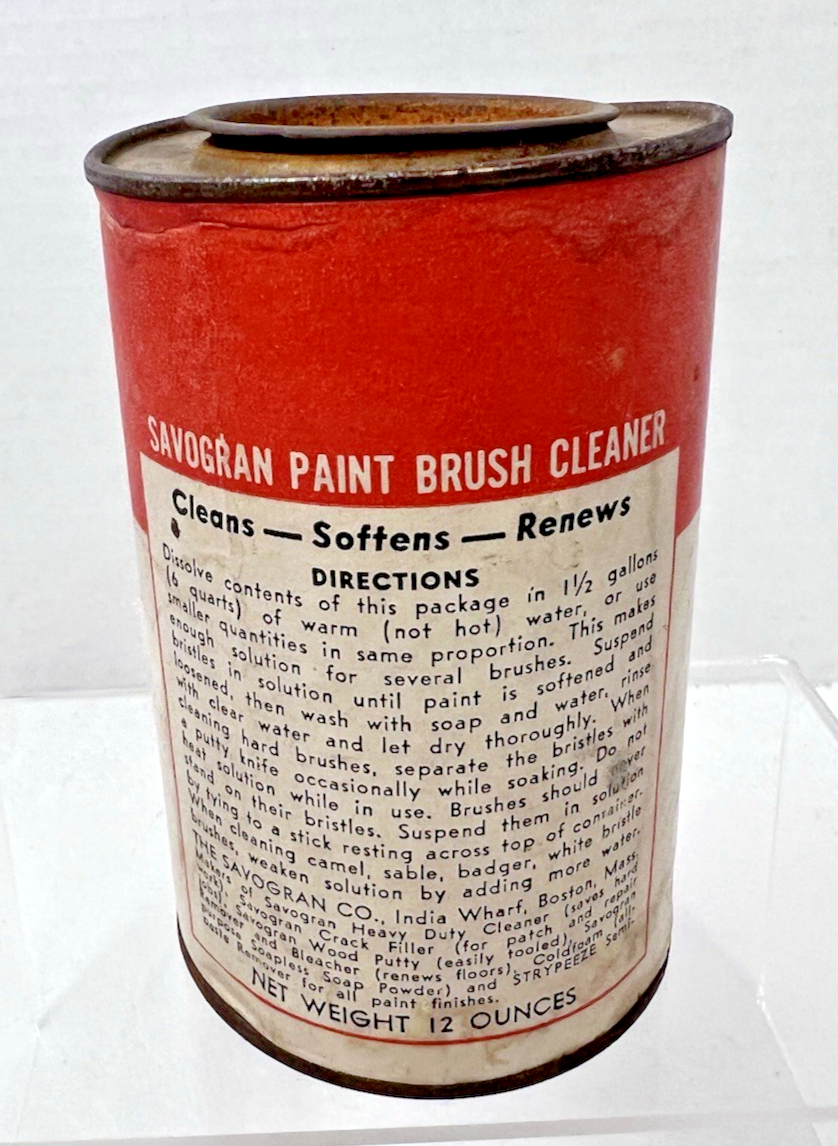 SAVOGRAN PAINT BRUSH CLEANER
Cleans — Softens — Renews
DIRECTIONS
Dissolve contents of this package in 1½ gallons
(6 quarts) of warm (not hot) water, or use
smaller quantities in same proportion. This makes
enough solution for several brushes. Suspend
bristles in solution until paint is softened and
loosened, then wash with soap and water, rinse
with clear water and let dry thoroughly. When
cleaning hard brushes, separate the bristles with
a putty knife occasionally while soaking. Do not
heat solution while in use. Brushes should never
stand on their bristles. Suspend them in solution
by tying to a stick resting across top of container.
When cleaning camel, sable, badger, white bristle
brushes, weaken solution by adding more water.
THE SAVOGRAN CO., India Wharf, Boston, Mass.
Makers of Savogran Heavy Duty Cleaner (saves hard
work), Savogran Crack Filler (for patch and repair
jobs), Savogran Wood Putty (easily tooled), Savogran
Remover and Bleacher (renews floors), Coldfoam (all-
purpose Soapless Soap Powder) and STRYPEEZE Semi-
paste Remover for all paint finishes.
NET WEIGHT 12 OUNCES